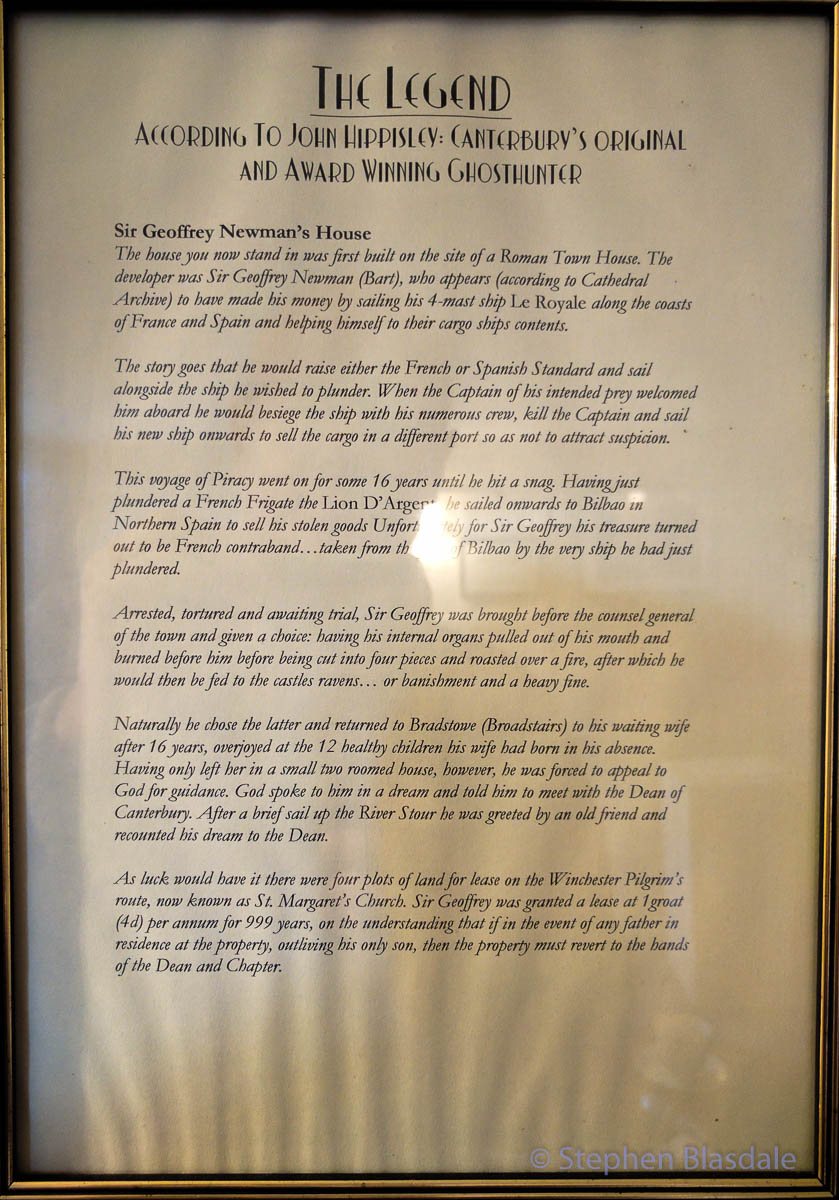 THE LEGEND
ACCORDING TO JOHN HIPPISLEY: CANTERBURY'S ORIGINAL
AND AWARD WINNING GHOSTHUNTER
Sir Geoffrey Newman's House
The house you now stand in was first built on the site of a Roman Town House. The
developer was Sir Geoffrey Newman (Bart), who appears (according to Cathedral
Archive) to have made his money by sailing his 4-mast ship Le Royale along the coasts
of France and Spain and helping himself to their cargo ships contents.
The story goes that he would raise either the French or Spanish Standard and sail
alongside the ship he wished to plunder. When the Captain of his intended prey welcomed
him aboard he would besiege the ship with his numerous crew, kill the Captain and sail
his new ship onwards to sell the cargo in a different port so as not to attract suspicion.
This voyage of Piracy went on for some 16 years until he hit a snag. Having just
plundered a French Frigate the Lion D'Argent he sailed onwards to Bilbao in
Northern Spain to sell his stolen goods for Sir Geoffrey his treasure turned
out to be French contraband...taken from of Bilbao by the very ship he had just
plundered.
Arrested, tortured and awaiting trial, Sir Geoffrey was brought before the counsel general
of the town and given a choice: having his internal organs pulled out of his mouth and
burned before him before being cut into four pieces and roasted over a fire, after which he
would then be fed to the castles ravens... or banishment and a heavy fine.
Naturally he chose the latter and returned to Bradstowe (Broadstairs) to his waiting wife
after 16 years, overjoyed at the 12 healthy children his wife had born in his absence.
Having only left her in a small two roomed house, however, he was forced to appeal to
God for guidance. God spoke to him in a dream and told him to meet with the Dean of
Canterbury. After a brief sail up the River Stour he was greeted by an old friend and
recounted his dream to the Dean.
As luck would have it there were four plots of land for lease on the Winchester Pilgrim's
route, now known as St. Margaret's Church. Sir Geoffrey was granted a lease at 1groat
(4d) per annum for 999 years, on the understanding that if in the event of any father in
residence at the property, outliving his only son, then the property must revert to the hands
of the Dean and Chapter.
© Stephen Blasdale